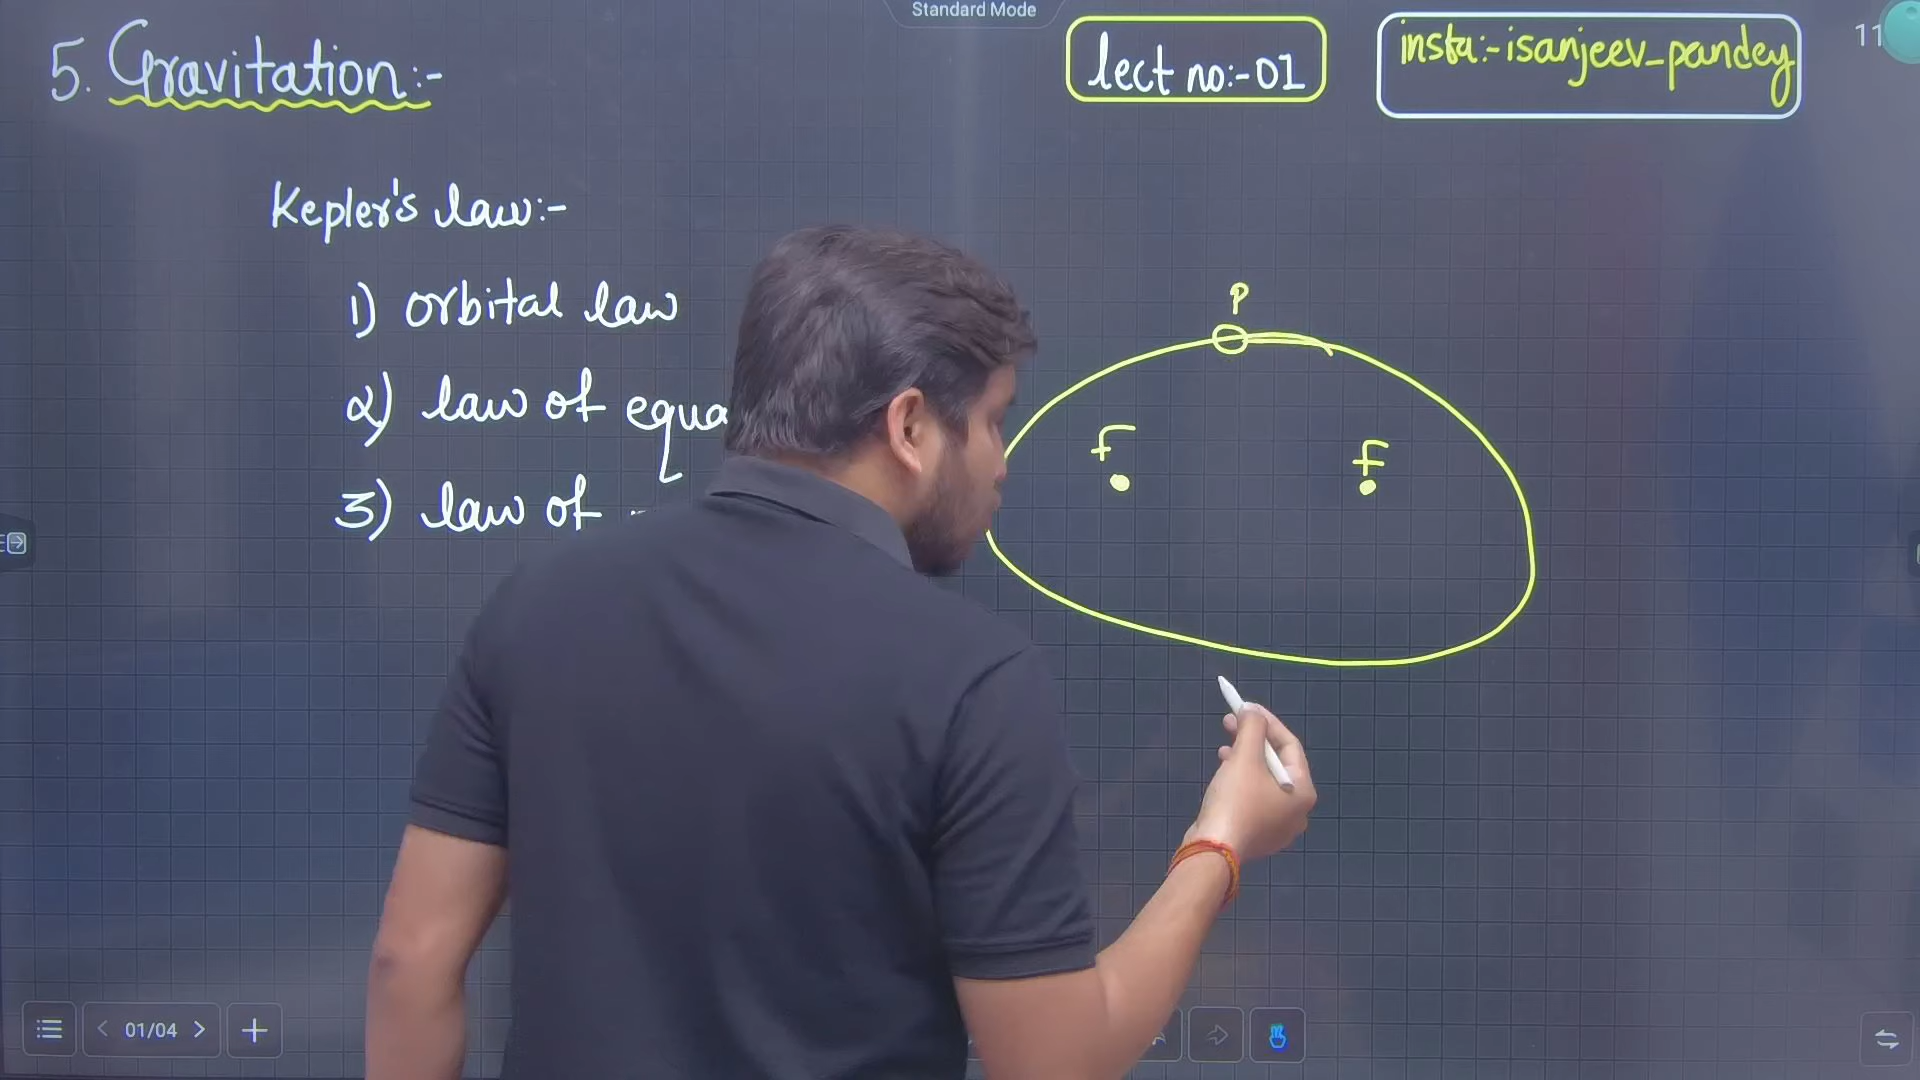 Standard Mode
5. Gravitation:-
lect no:-01
insta:-isanjeev_pandey
11
Kepler's law:-
1) orbital law
2) law of equa
3) law of
P
f
f
01/04